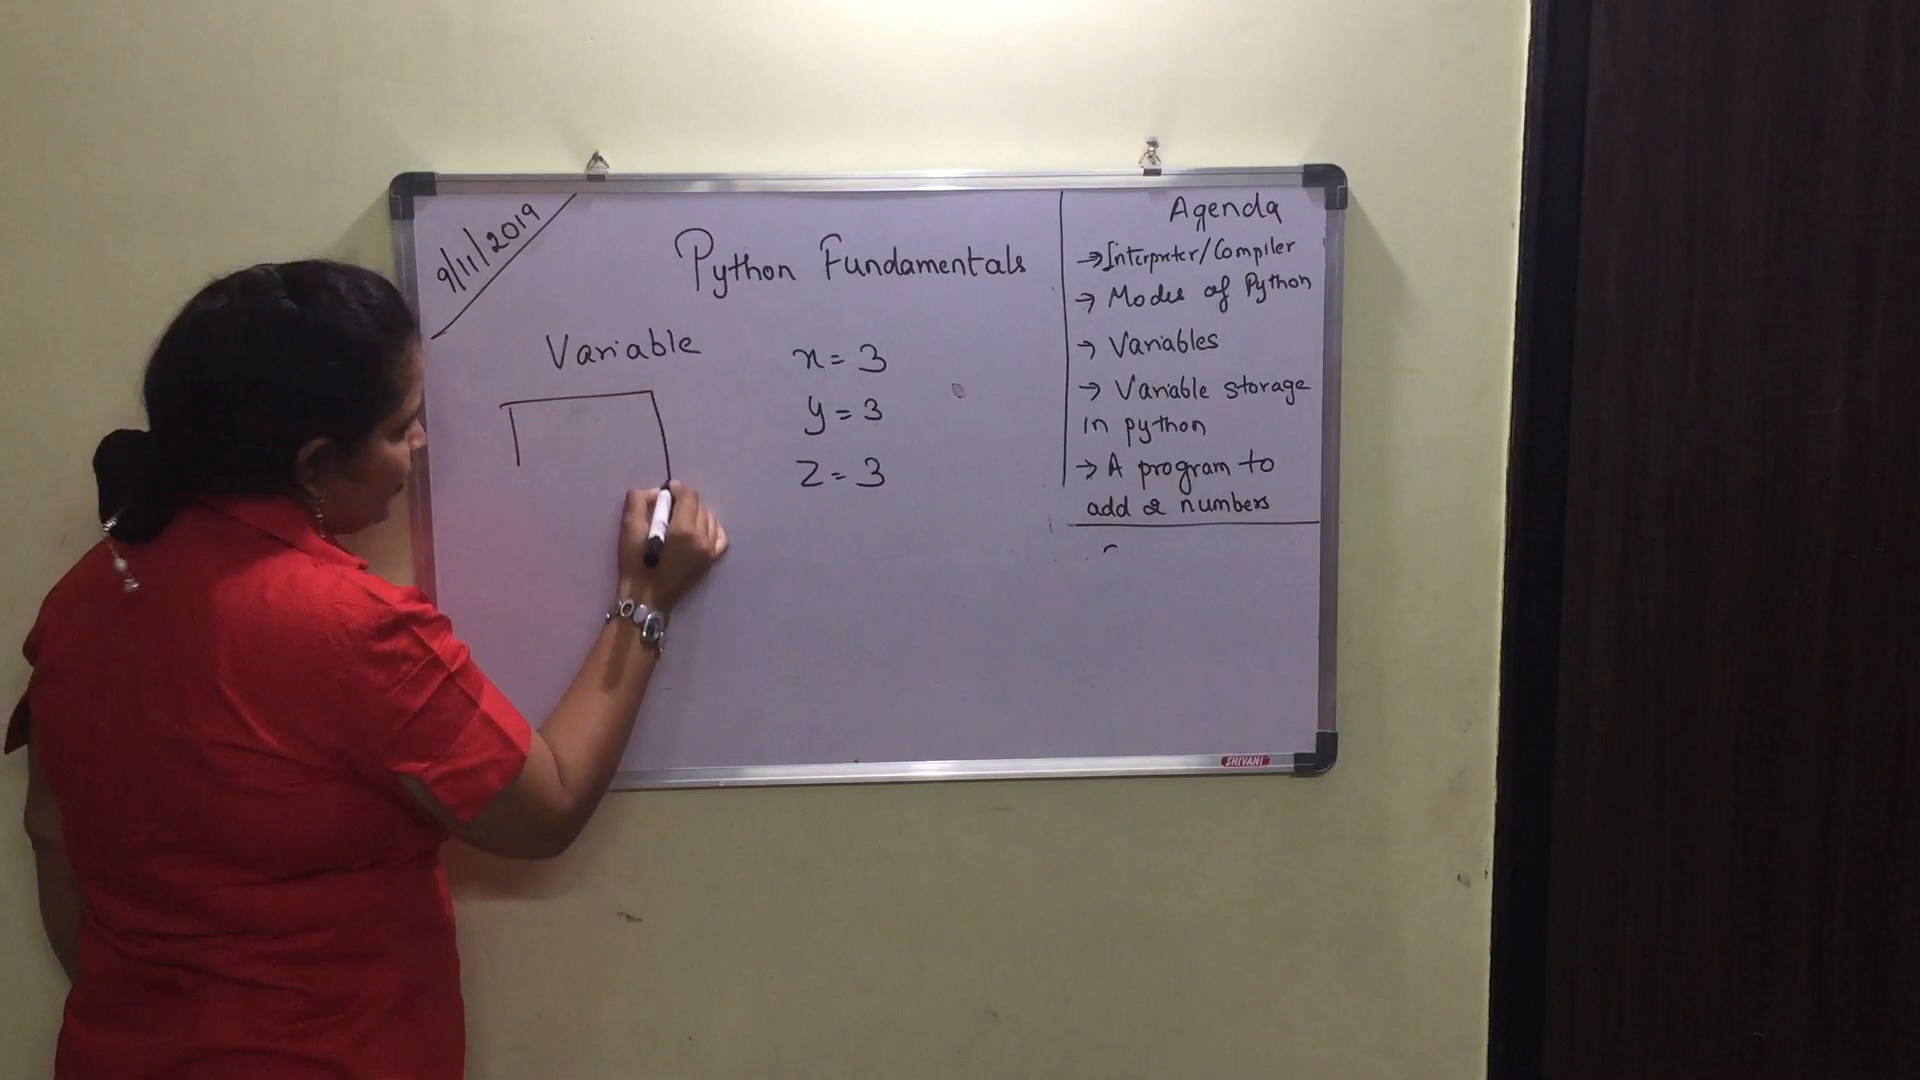 9/11/2019
Python Fundamentals
Variable
x = 3
y = 3
z = 3
Agenda
→ Interpreter/Compiler
→ Modes of Python
→ Variables
→ Variable storage
in python
→ A program to
add 2 numbers
SHIVANI